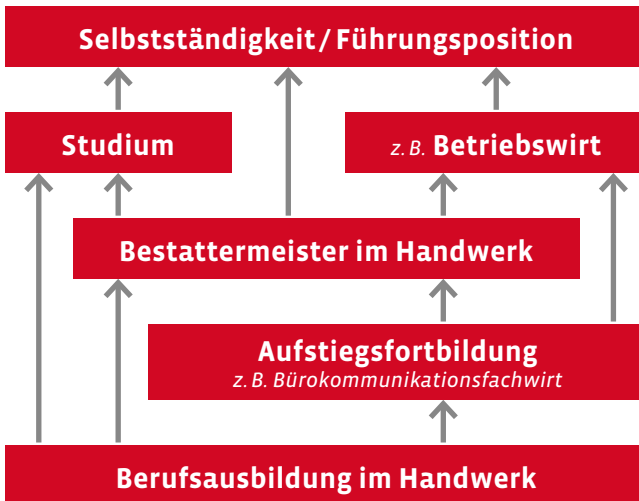 Selbstständigkeit / Führungsposition
Studium
z. B. Betriebswirt
Bestattermeister im Handwerk
Aufstiegsfortbildung
z. B. Bürokommunikationsfachwirt
Berufsausbildung im Handwerk